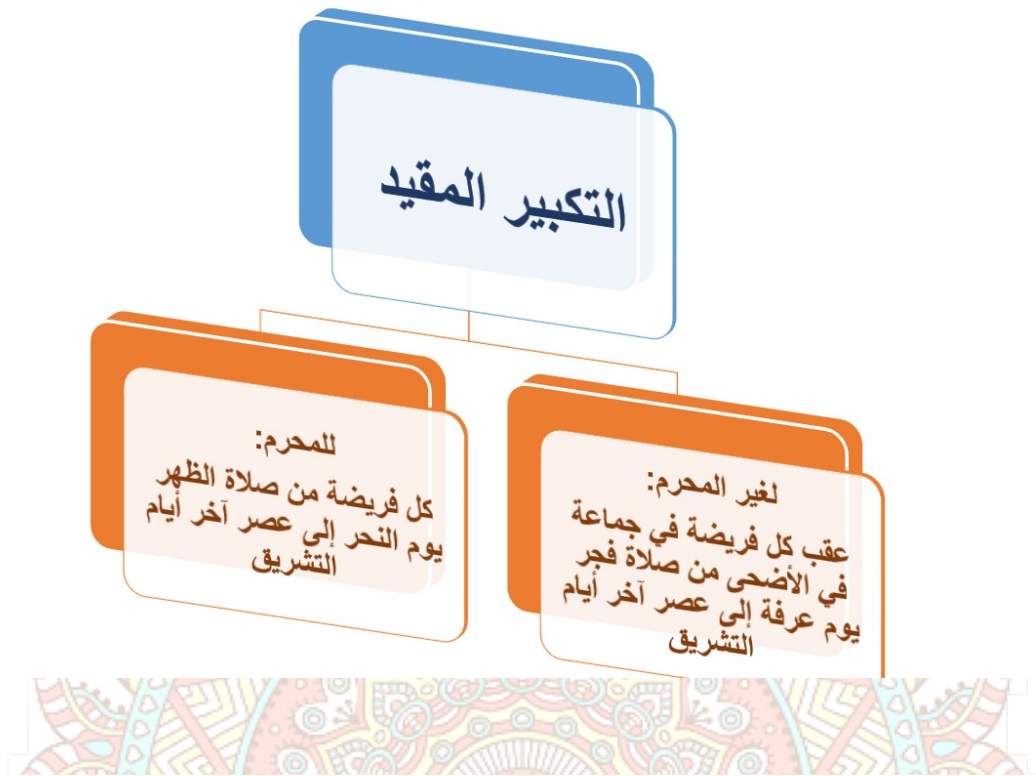 التكبير المقيد
لغير المحرم:
عقب كل فريضة في جماعة
في الأضحى من صلاة فجر
يوم عرفة إلى عصر آخر أيام
التشريق
للمحرم:
كل فريضة من صلاة الظهر
يوم النحر إلى عصر آخر أيام
التشريق